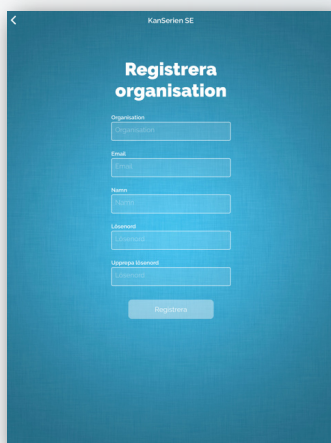 KanSerien SE
Registrera
organisation
Organisation
Organisation
Email
Email
Namn
Namn
Lösenord
Lösenord
Upprepa lösenord
Lösenord
Registrera